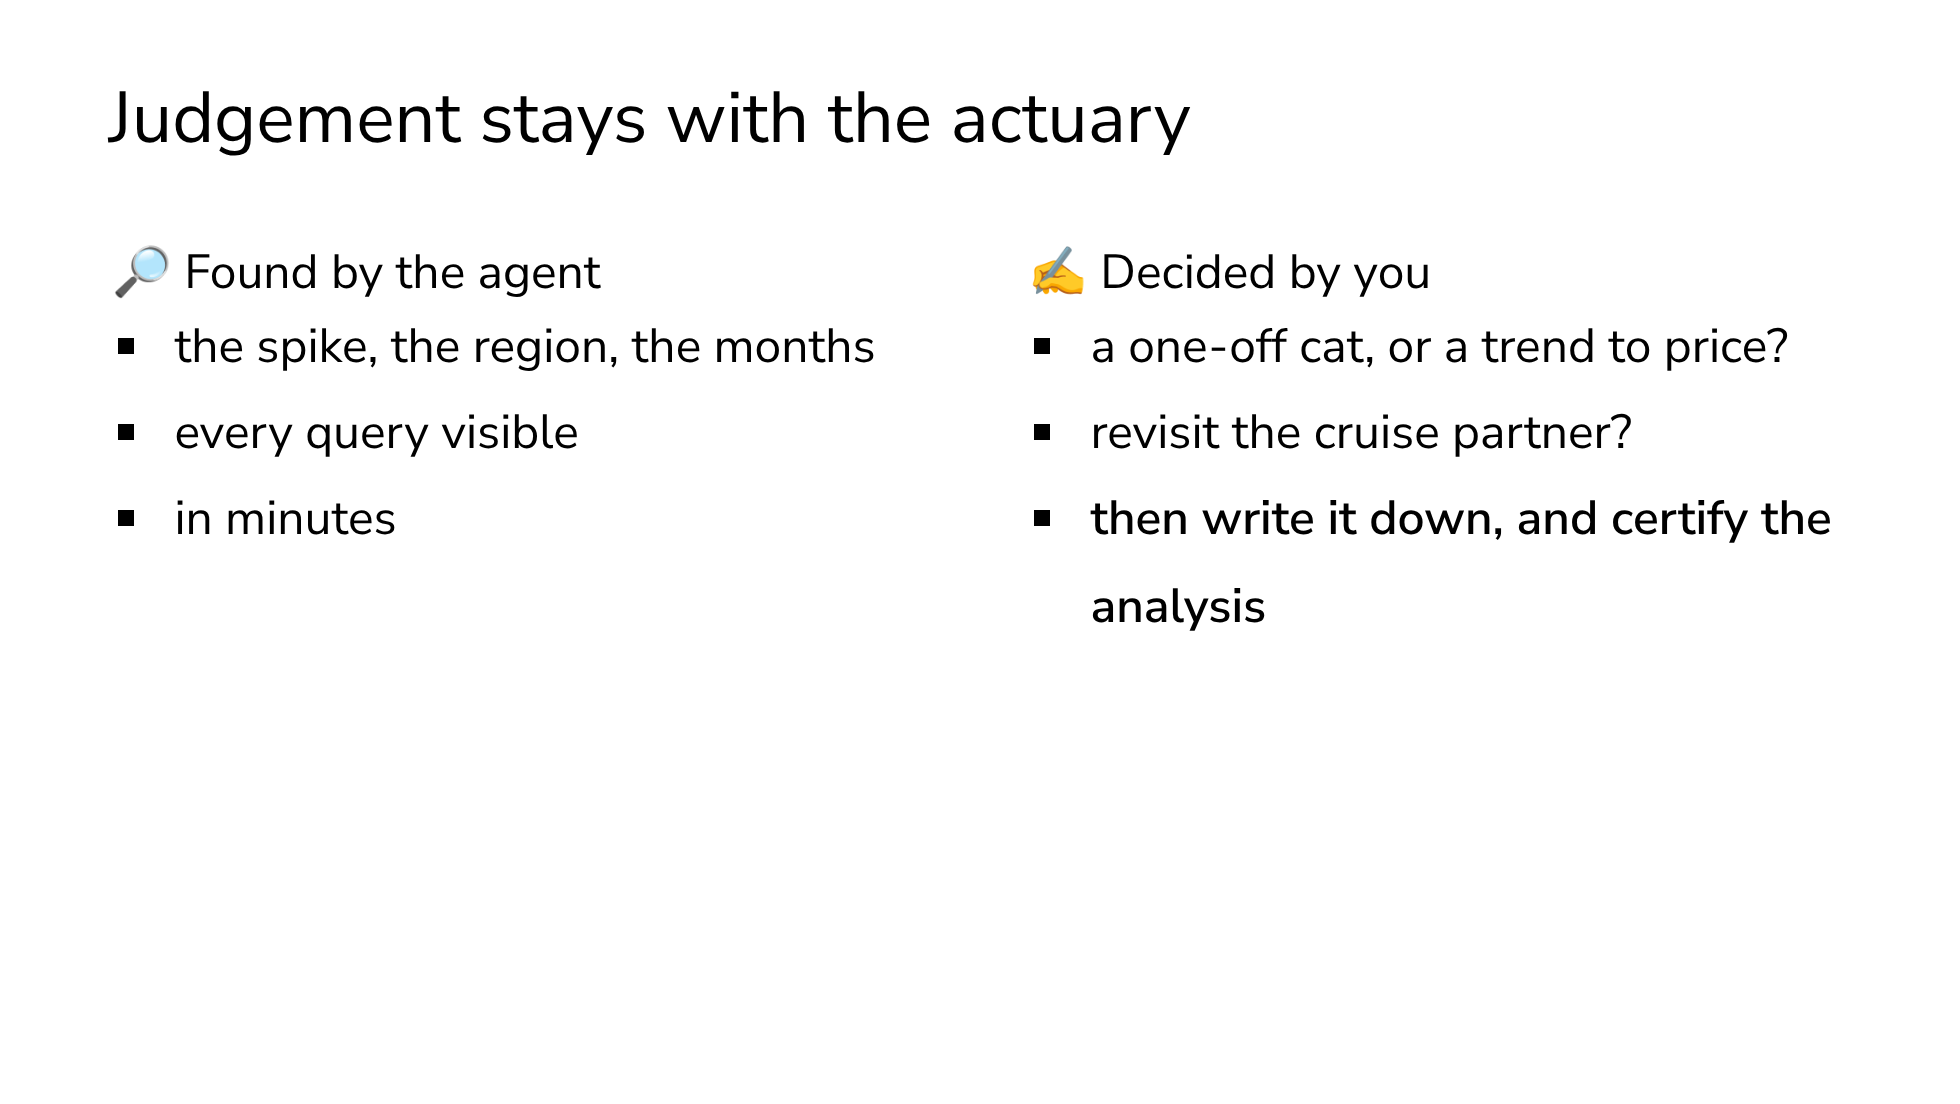 Judgement stays with the actuary
🔎 Found by the agent
▪ the spike, the region, the months
▪ every query visible
▪ in minutes
✍️ Decided by you
▪ a one-off cat, or a trend to price?
▪ revisit the cruise partner?
▪ then write it down, and certify the
analysis